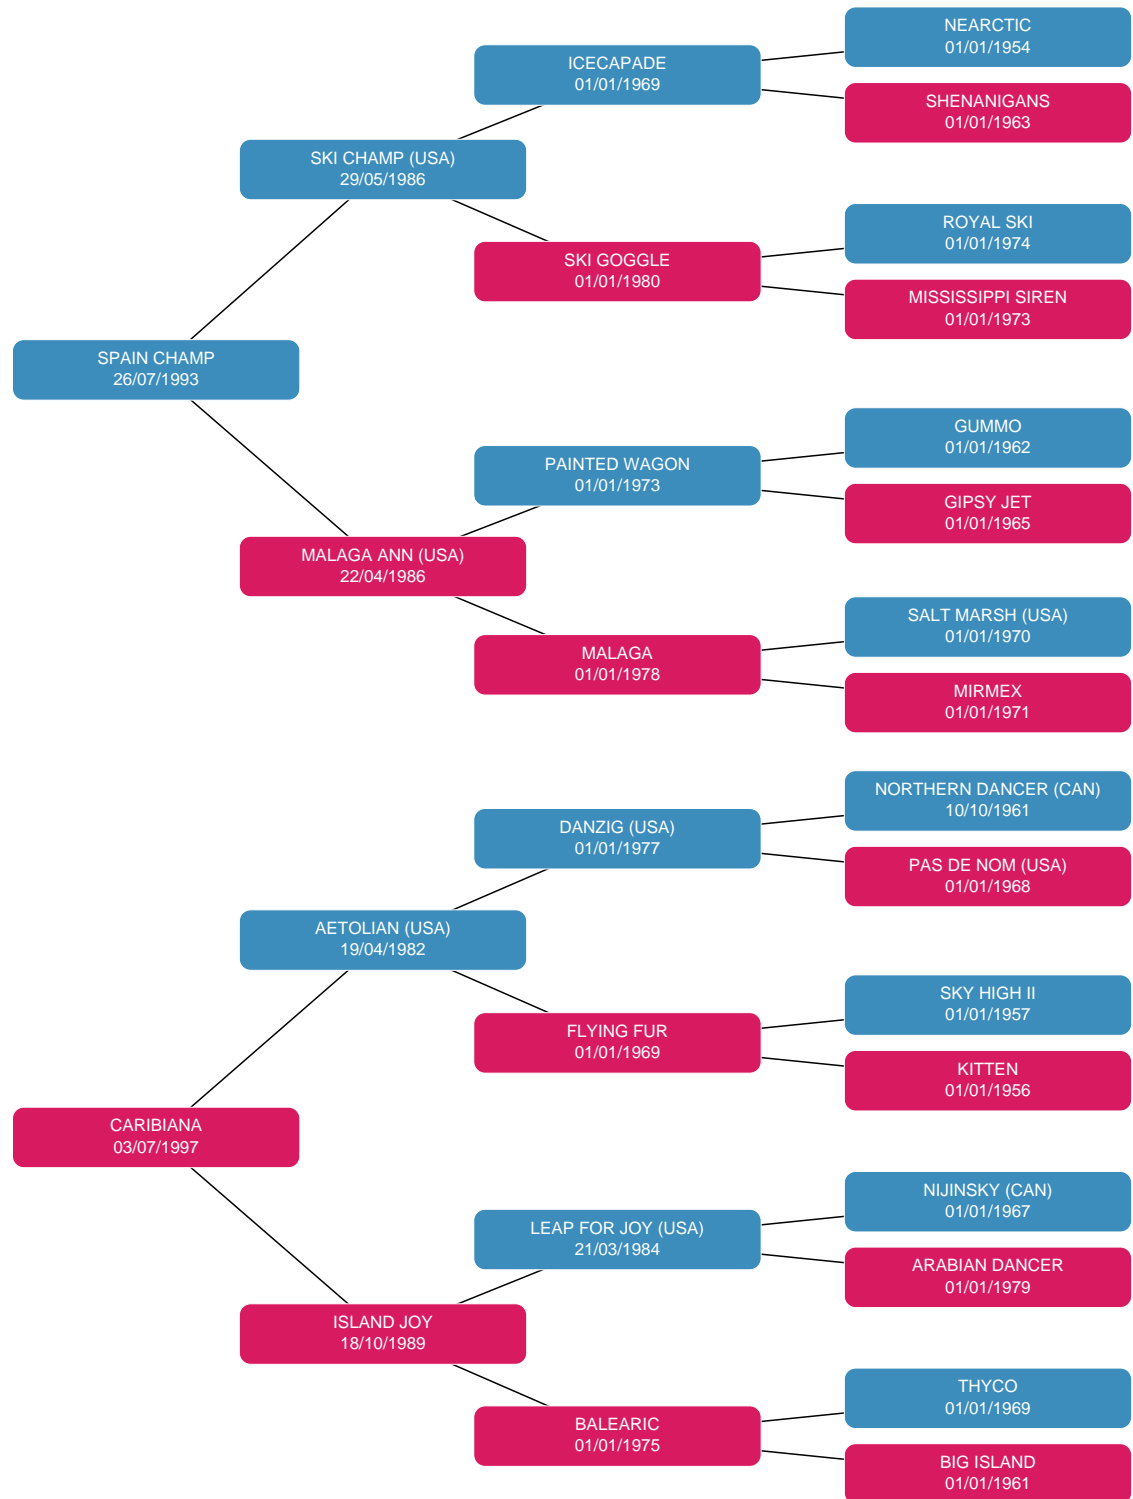 NEARCTIC
01/01/1954
ICECAPADE
01/01/1969
SHENANIGANS
01/01/1963
SKI CHAMP (USA)
29/05/1986
ROYAL SKI
01/01/1974
SKI GOGGLE
01/01/1980
MISSISSIPPI SIREN
01/01/1973
SPAIN CHAMP
26/07/1993
GUMMO
01/01/1962
PAINTED WAGON
01/01/1973
GIPSY JET
01/01/1965
MALAGA ANN (USA)
22/04/1986
SALT MARSH (USA)
01/01/1970
MALAGA
01/01/1978
MIRMEX
01/01/1971
NORTHERN DANCER (CAN)
10/10/1961
DANZIG (USA)
01/01/1977
PAS DE NOM (USA)
01/01/1968
AETOLIAN (USA)
19/04/1982
SKY HIGH II
01/01/1957
FLYING FUR
01/01/1969
KITTEN
01/01/1956
CARIBIANA
03/07/1997
NIJINSKY (CAN)
01/01/1967
LEAP FOR JOY (USA)
21/03/1984
ARABIAN DANCER
01/01/1979
ISLAND JOY
18/10/1989
THYCO
01/01/1969
BALEARIC
01/01/1975
BIG ISLAND
01/01/1961